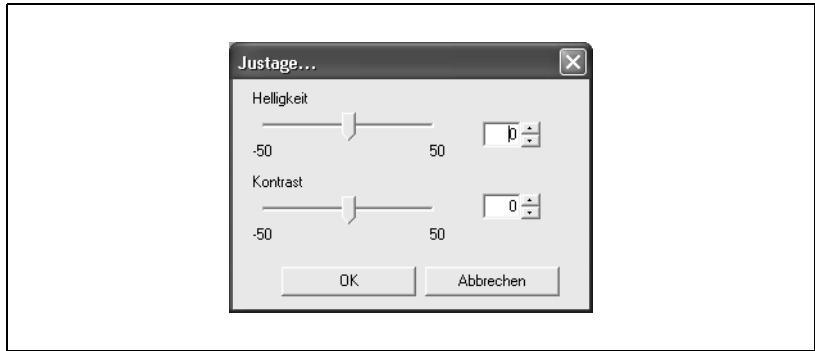 Justage...
Helligkeit
0
-50 50
Kontrast
0
-50 50
OK Abbrechen